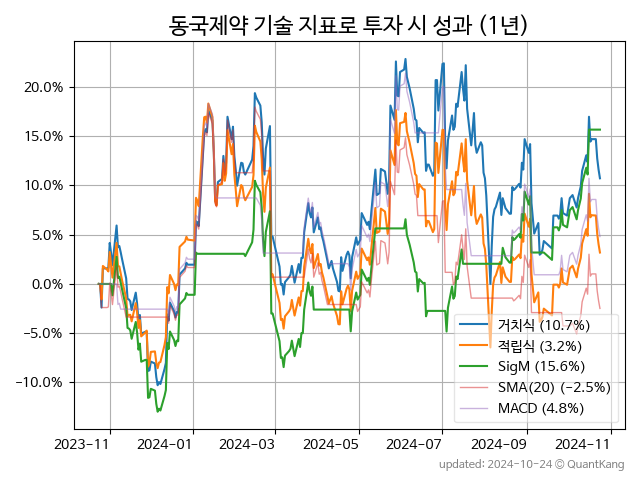 동국제약 기술 지표로 투자 시 성과 (1년)
20.0%
15.0%
10.0%
5.0%
0.0%
−5.0%
−10.0%
거치식 (10.7%)
적립식 (3.2%)
SigM (15.6%)
SMA(20) (−2.5%)
MACD (4.8%)
2023-11
2024-01
2024-03
2024-05
2024-07
2024-09
2024-11
updated: 2024-10-24 © QuantKang